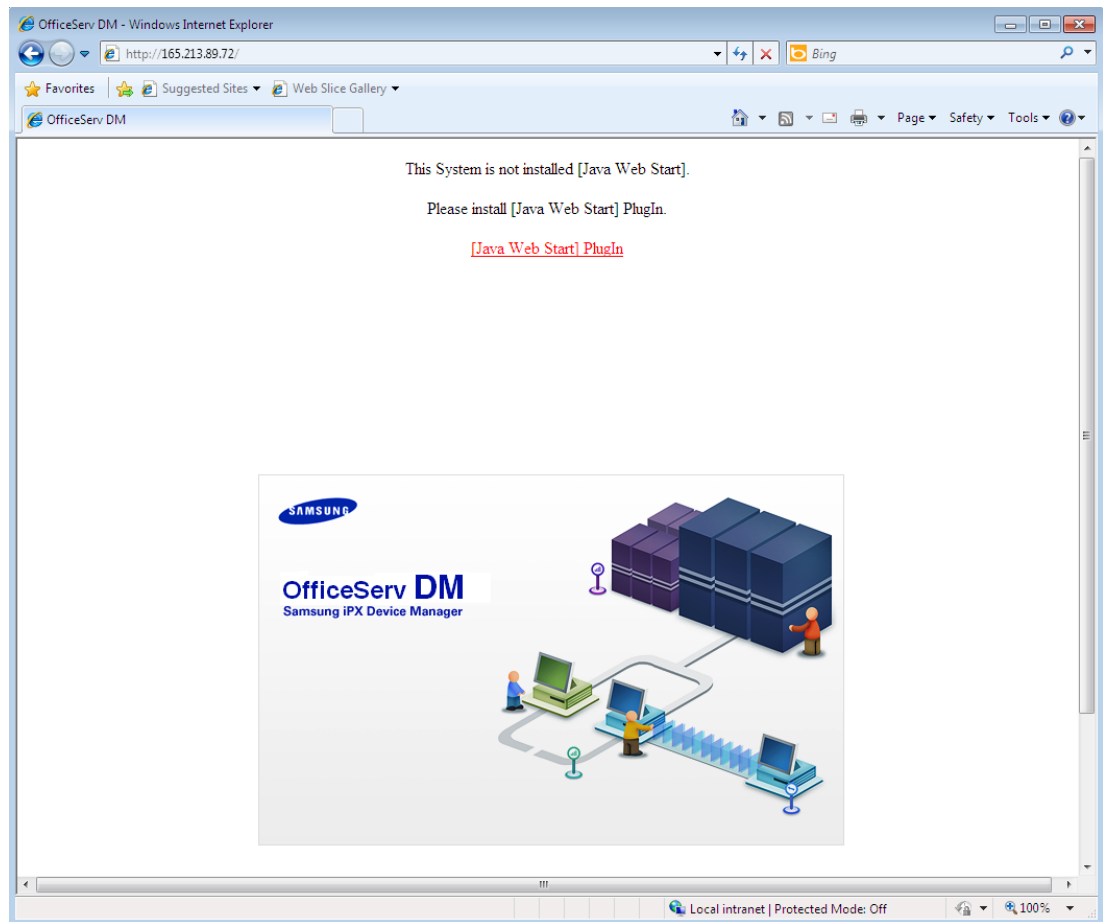 OfficeServ DM - Windows Internet Explorer
http://165.213.89.72/
Bing
Favorites Suggested Sites Web Slice Gallery
OfficeServ DM
Page Safety Tools
This System is not installed [Java Web Start].
Please install [Java Web Start] PlugIn.
[Java Web Start] PlugIn
SAMSUNG
OfficeServ DM
Samsung iPX Device Manager
Local intranet | Protected Mode: Off
100%